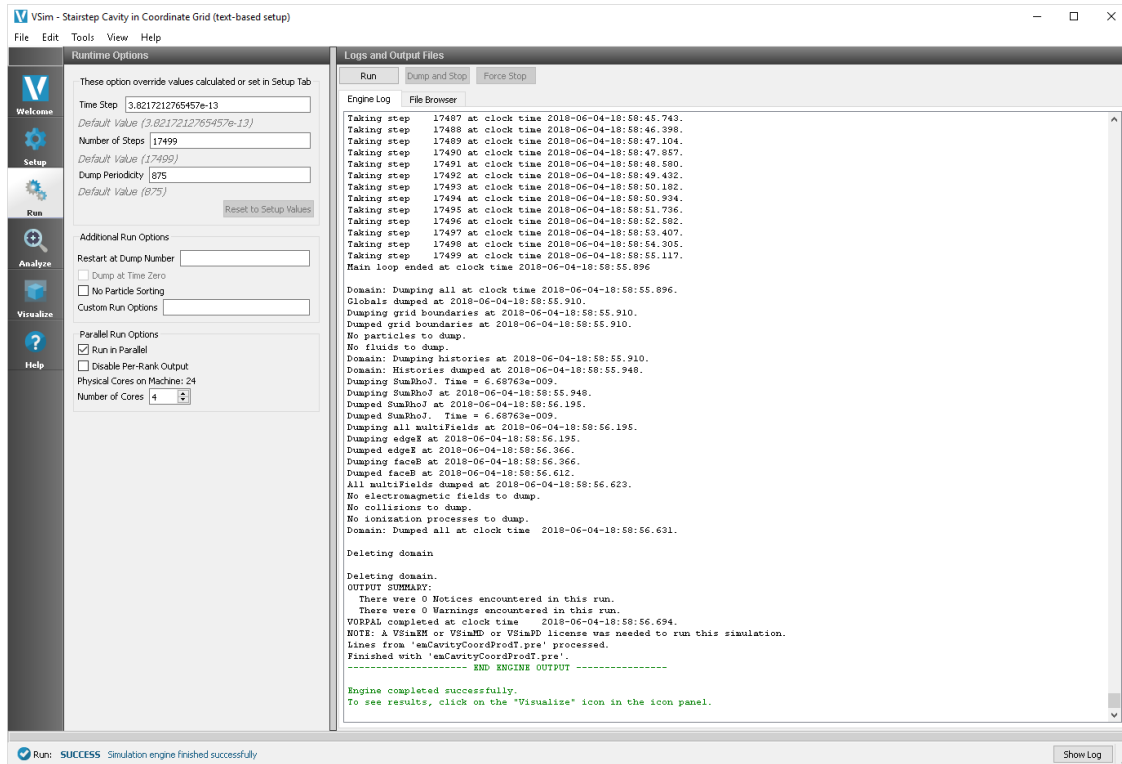 VSim - Stairstep Cavity in Coordinate Grid (text-based setup)
File Edit Tools View Help
Welcome
Setup
Run
Analyze
Visualize
Help
Runtime Options
These option override values calculated or set in Setup Tab
Time Step 3.8217212765457e-13
Default Value (3.8217212765457e-13)
Number of Steps 17499
Default Value (17499)
Dump Periodicity 875
Default Value (875)
Reset to Setup Values
Additional Run Options
Restart at Dump Number
Dump at Time Zero
No Particle Sorting
Custom Run Options
Parallel Run Options
Run in Parallel
Disable Per-Rank Output
Physical Cores on Machine: 24
Number of Cores 4
Logs and Output Files
Run Dump and Stop Force Stop
Engine Log File Browser
Taking step 17487 at clock time 2018-06-04-18:58:45.743.
Taking step 17488 at clock time 2018-06-04-18:58:46.398.
Taking step 17489 at clock time 2018-06-04-18:58:47.104.
Taking step 17490 at clock time 2018-06-04-18:58:47.857.
Taking step 17491 at clock time 2018-06-04-18:58:48.580.
Taking step 17492 at clock time 2018-06-04-18:58:49.432.
Taking step 17493 at clock time 2018-06-04-18:58:50.182.
Taking step 17494 at clock time 2018-06-04-18:58:50.934.
Taking step 17495 at clock time 2018-06-04-18:58:51.736.
Taking step 17496 at clock time 2018-06-04-18:58:52.582.
Taking step 17497 at clock time 2018-06-04-18:58:53.407.
Taking step 17498 at clock time 2018-06-04-18:58:54.305.
Taking step 17499 at clock time 2018-06-04-18:58:55.117.
Main loop ended at clock time 2018-06-04-18:58:55.896
Domain: Dumping all at clock time 2018-06-04-18:58:55.896.
Globals dumped at 2018-06-04-18:58:55.910.
Dumping grid boundaries at 2018-06-04-18:58:55.910.
Dumped grid boundaries at 2018-06-04-18:58:55.910.
No particles to dump.
No fluids to dump.
Domain: Dumping histories at 2018-06-04-18:58:55.910.
Domain: Histories dumped at 2018-06-04-18:58:55.948.
Dumping SumRhoJ. Time = 6.68763e-009.
Dumping SumRhoJ at 2018-06-04-18:58:55.948.
Dumped SumRhoJ at 2018-06-04-18:58:56.195.
Dumped SumRhoJ. Time = 6.68763e-009.
Dumping all multiFields at 2018-06-04-18:58:56.195.
Dumping edgeE at 2018-06-04-18:58:56.195.
Dumped edgeE at 2018-06-04-18:58:56.366.
Dumping faceB at 2018-06-04-18:58:56.366.
Dumped faceB at 2018-06-04-18:58:56.612.
All multiFields dumped at 2018-06-04-18:58:56.623.
No electromagnetic fields to dump.
No collisions to dump.
No ionization processes to dump.
Domain: Dumped all at clock time 2018-06-04-18:58:56.631.
Deleting domain
Deleting domain.
OUTPUT SUMMARY:
There were 0 Notices encountered in this run.
There were 0 Warnings encountered in this run.
VORPAL completed at clock time 2018-06-04-18:58:56.694.
NOTE: A VSimEM or VSimMD or VSimPD license was needed to run this simulation.
Lines from 'emCavityCoordProdT.pre' processed.
Finished with 'emCavityCoordProdT.pre'.
--------------------- END ENGINE OUTPUT ----------------
Engine completed successfully.
To see results, click on the "Visualize" icon in the icon panel.
Run: SUCCESS Simulation engine finished successfully
Show Log